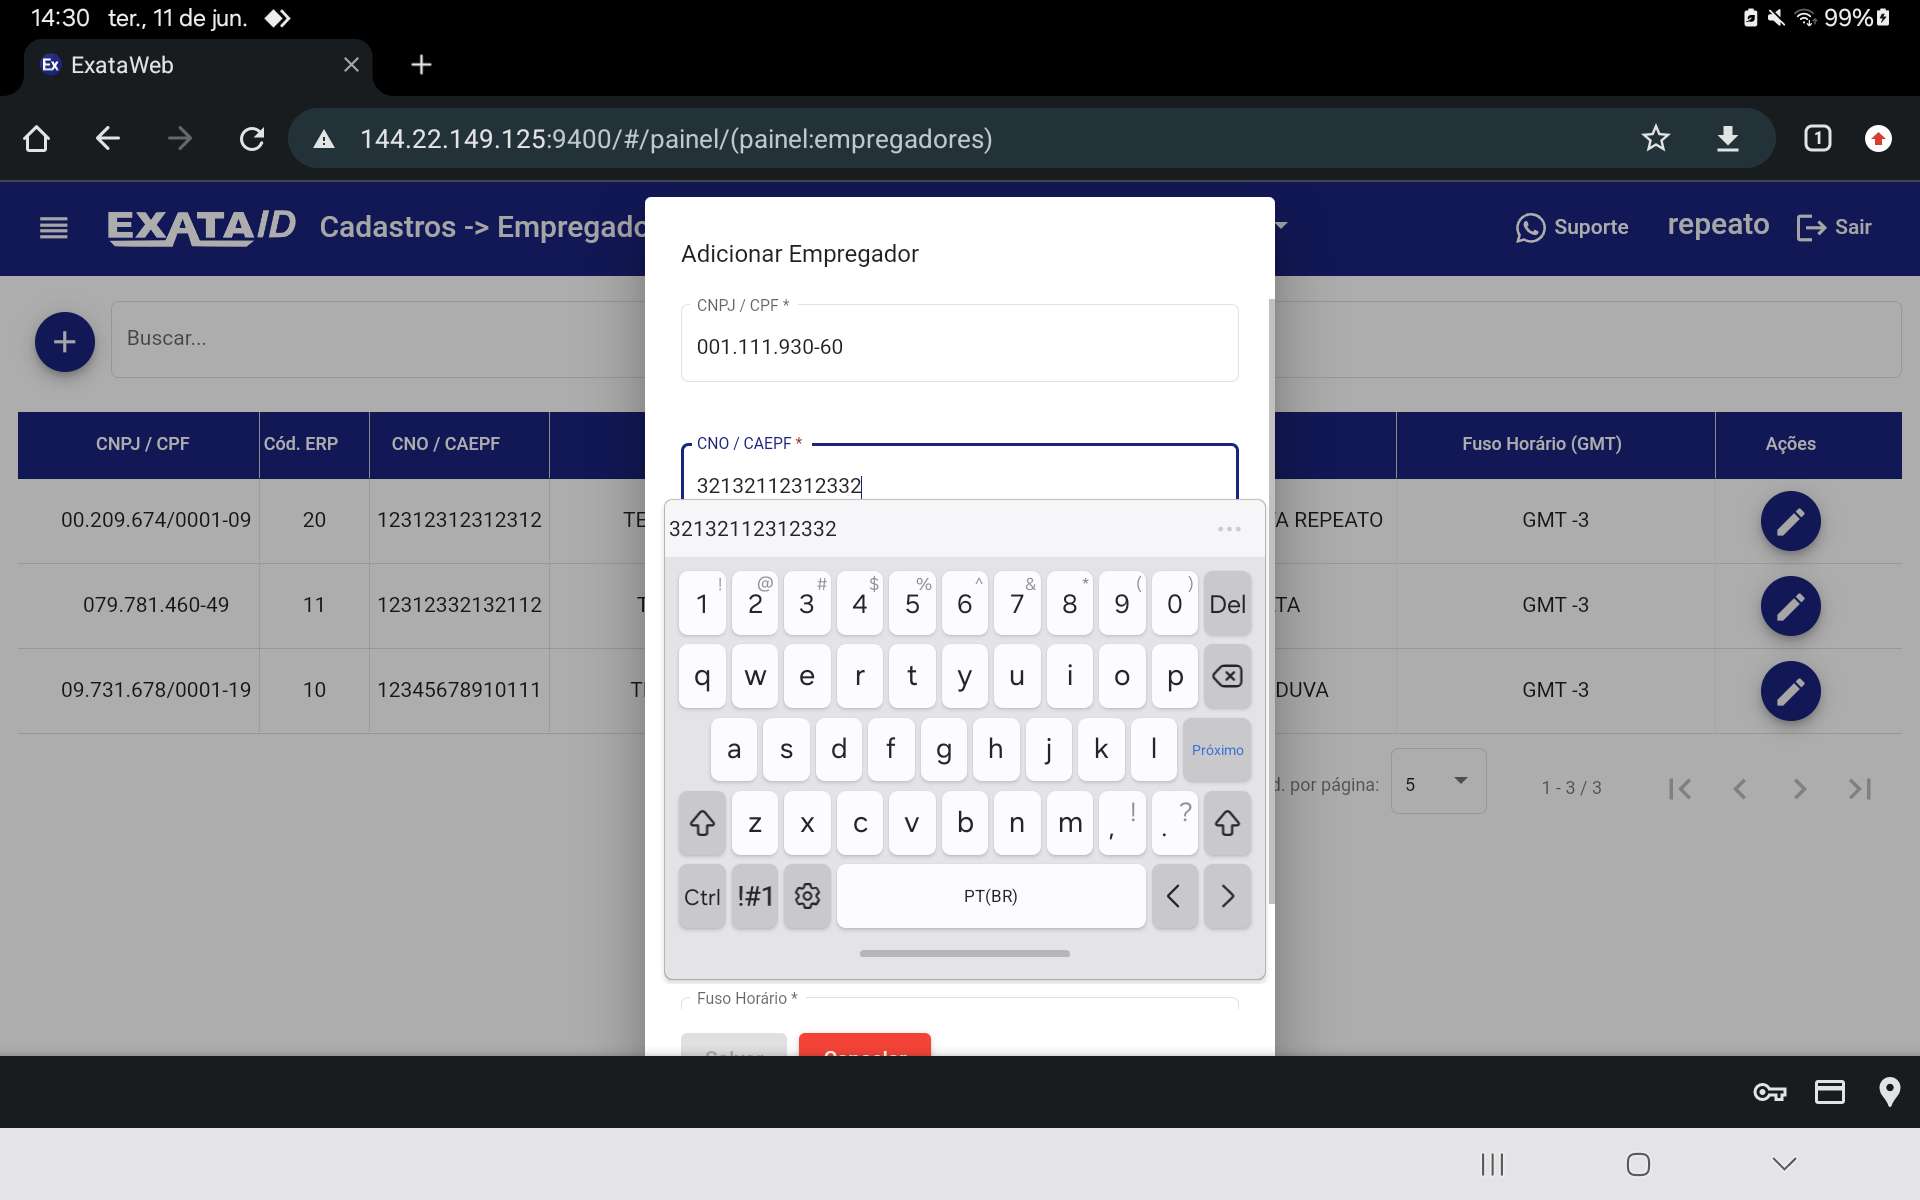 14:30 ter., 11 de jun. 99%
Ex ExataWeb
144.22.149.125:9400/#/painel/(painel:empregadores) 1
EXATA/D Cadastros -> Empregado Suporte repeato Sair
Adicionar Empregador
CNPJ / CPF *
001.111.930-60
Buscar...
CNO / CAEPF *
32132112312332
CNPJ / CPF Cód. ERP CNO / CAEPF Fuso Horário (GMT) Ações
00.209.674/0001-09 20 12312312312312 TE A REPEATO GMT -3
079.781.460-49 11 12312332132112 T TA GMT -3
09.731.678/0001-19 10 12345678910111 DUVA GMT -3
d. por página: 5 1 - 3 / 3
32132112312332 ...
! @ # $ % ^ & * ( )
1 2 3 4 5 6 7 8 9 0 Del
q w e r t y u i o p
a s d f g h j k l Próximo
z x c v b n m , ! . ?
Ctrl !#1 PT(BR) < >
Fuso Horário *
Salvar Cancelar